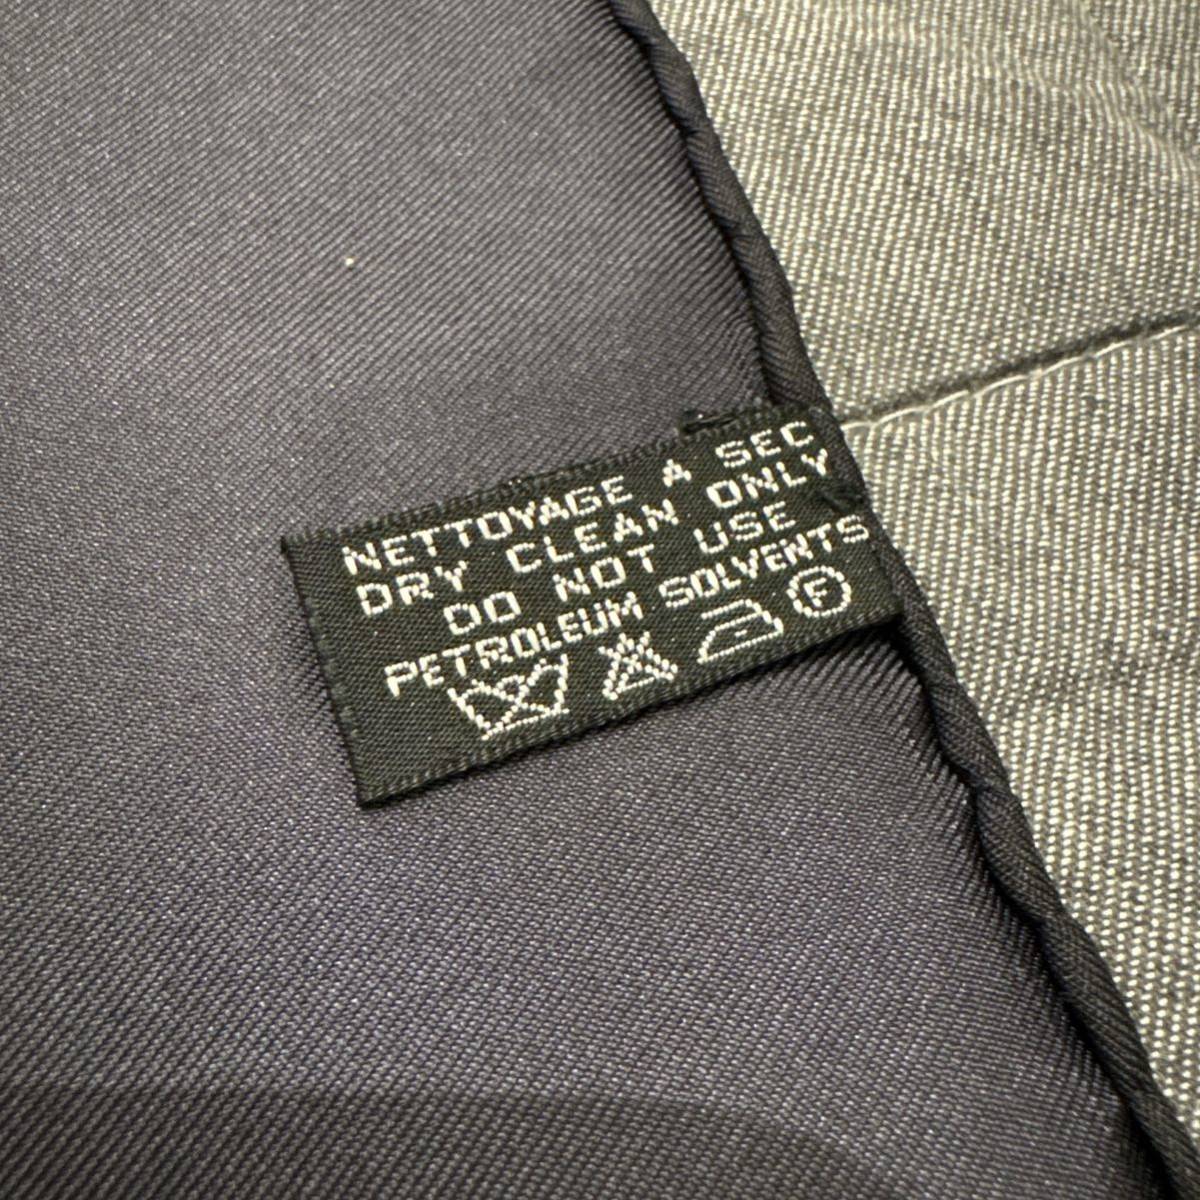 NETTOYAGE A SEC
DRY CLEAN ONLY
DO NOT USE
PETROLEUM SOLVENTS
F